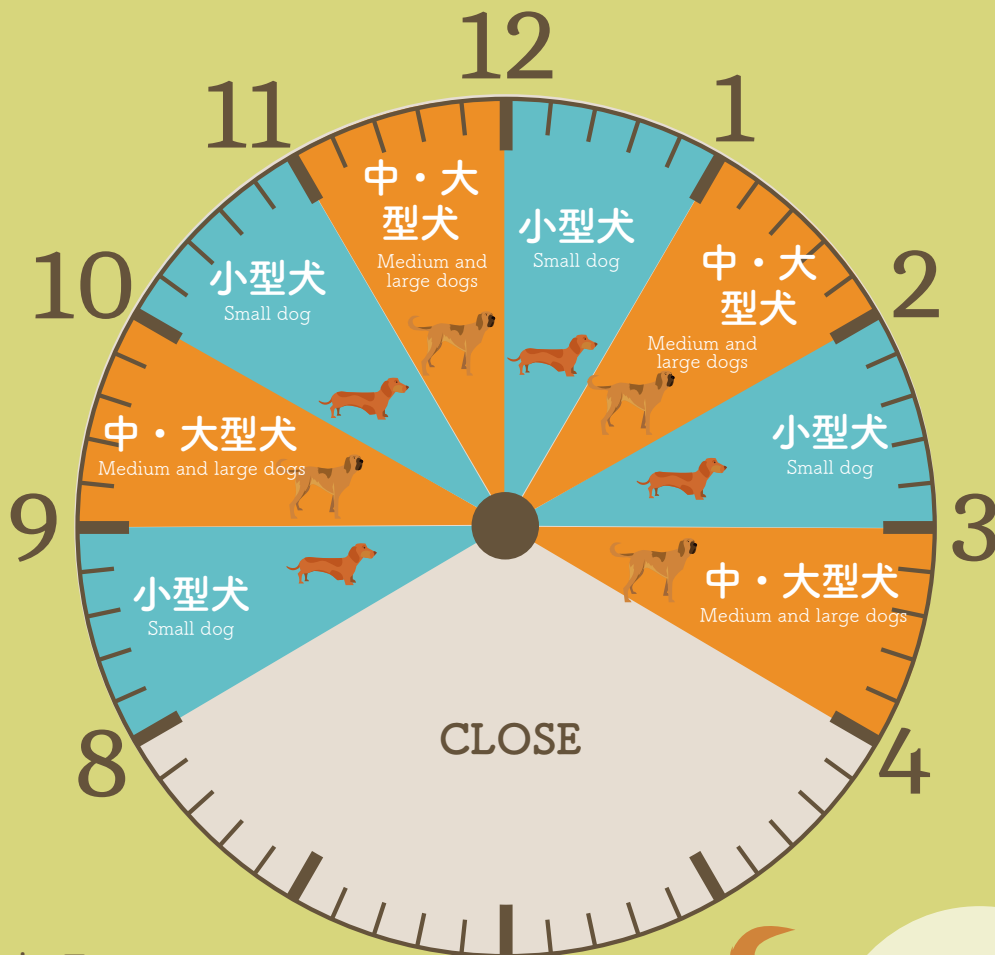 12
11
1
中・大
型犬
Medium and
large dogs
小型犬
Small dog
10
小型犬
Small dog
中・大
型犬
Medium and
large dogs
2
9
中・大型犬
Medium and large dogs
小型犬
Small dog
3
小型犬
Small dog
中・大型犬
Medium and large dogs
8
CLOSE
4